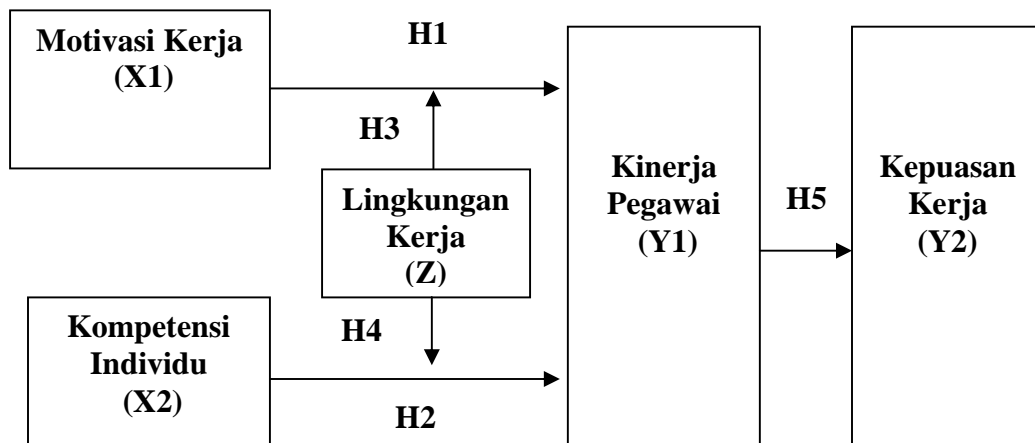 H1
Motivasi Kerja
(X1)
H3
Lingkungan
Kerja
(Z)
H4
Kompetensi
Individu
(X2)
H2
Kinerja
Pegawai
(Y1)
H5
Kepuasan
Kerja
(Y2)